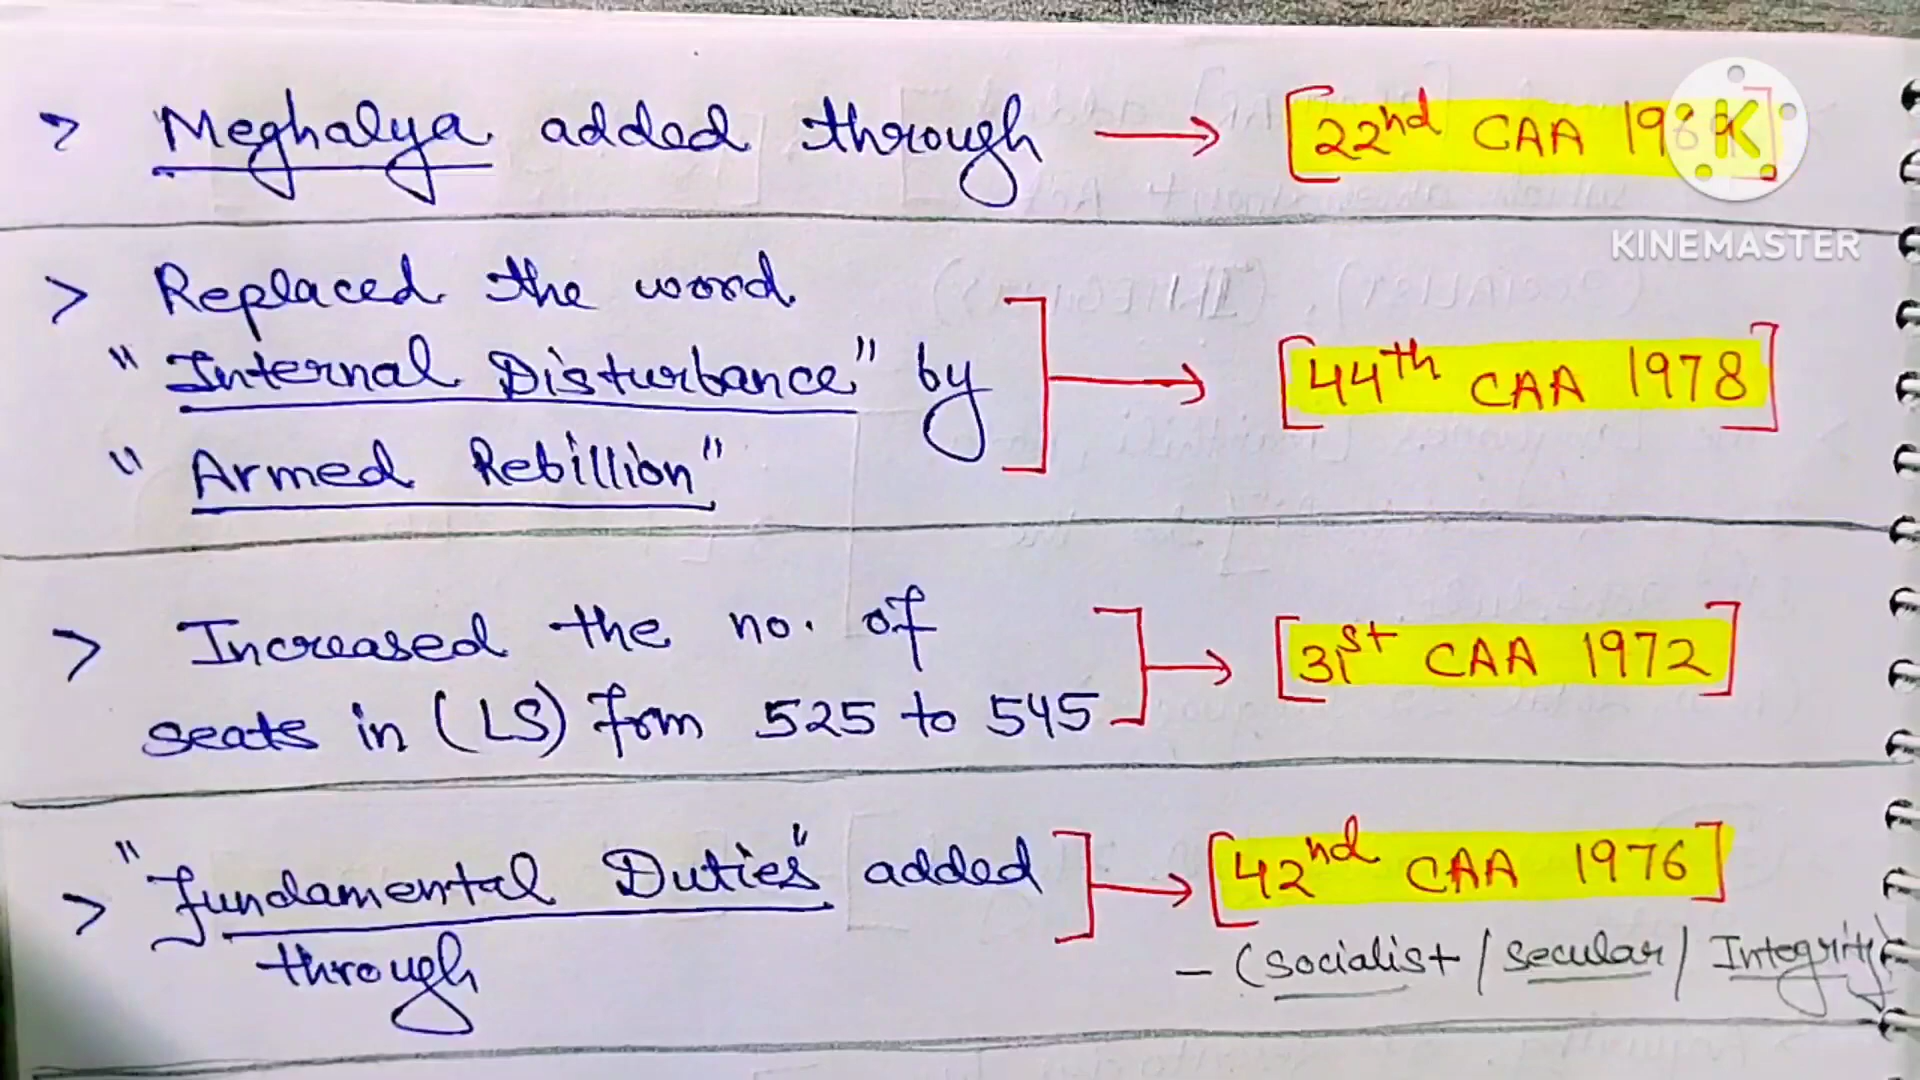 > Meghalya added through → [22nd CAA 1969]
> Replaced the word
"Internal Disturbance" by
"Armed Rebillion"
[44th CAA 1978]
> Increased the no. of
seats in (LS) from 525 to 545
[31st CAA 1972]
> "Fundamental Duties" added
through
[42nd CAA 1976]
- (Socialist / Secular / Integrity)
K
KINEMASTER